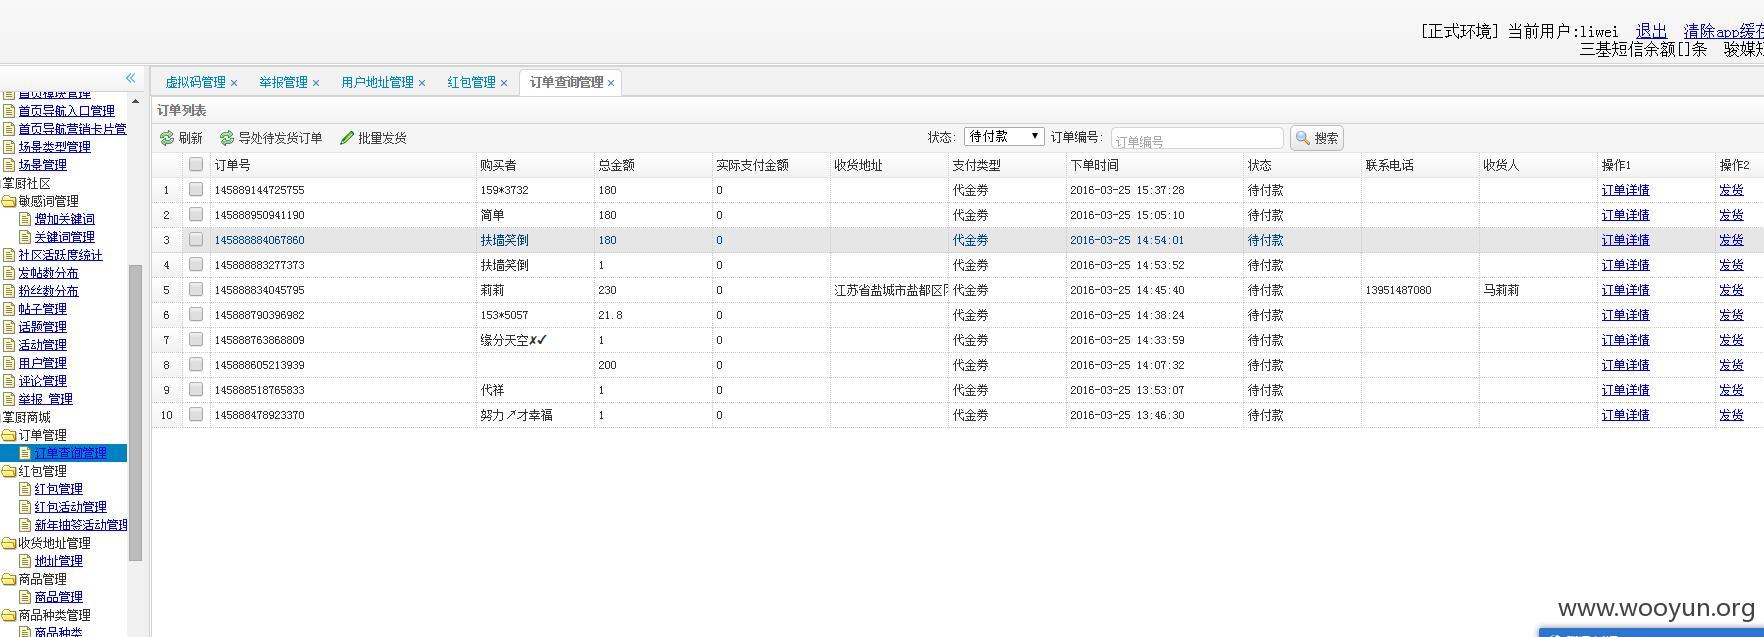 [正式环境] 当前用户:liwei 退出 清除app缓存
三基短信余额[]条 骏媒短
虚拟码管理 × 举报管理 × 用户地址管理 × 红包管理 × 订单查询管理 ×
订单列表
刷新 导处待发货订单 批量发货 状态: 待付款 订单编号: 订单编号 搜索
订单号 购买者 总金额 实际支付金额 收货地址 支付类型 下单时间 状态 联系电话 收货人 操作1 操作2
1 145889144725755 159*3732 180 0 代金券 2016-03-25 15:37:28 待付款 订单详情 发货
2 145888950941190 简单 180 0 代金券 2016-03-25 15:05:10 待付款 订单详情 发货
3 145888884067860 扶墙笑倒 180 0 代金券 2016-03-25 14:54:01 待付款 订单详情 发货
4 145888883277373 扶墙笑倒 1 0 代金券 2016-03-25 14:53:52 待付款 订单详情 发货
5 145888834045795 莉莉 230 0 江苏省盐城市盐都区 代金券 2016-03-25 14:45:40 待付款 13951487080 马莉莉 订单详情 发货
6 145888790396982 153*5057 21.8 0 代金券 2016-03-25 14:38:24 待付款 订单详情 发货
7 145888763868809 缘分天空✗✓ 1 0 代金券 2016-03-25 14:33:59 待付款 订单详情 发货
8 145888605213939 200 0 代金券 2016-03-25 14:07:32 待付款 订单详情 发货
9 145888518765833 代祥 1 0 代金券 2016-03-25 13:53:07 待付款 订单详情 发货
10 145888478923370 努力↗才幸福 1 0 代金券 2016-03-25 13:46:30 待付款 订单详情 发货
首页模块管理
首页导航入口管理
首页导航营销卡片管
场景类型管理
场景管理
掌厨社区
敏感词管理
增加关键词
关键词管理
社区活跃度统计
发帖数分布
粉丝数分布
帖子管理
话题管理
活动管理
用户管理
评论管理
举报 管理
掌厨商城
订单管理
订单查询管理
红包管理
红包管理
红包活动管理
新年抽签活动管理
收货地址管理
地址管理
商品管理
商品管理
商品种类管理
商品种类
www.wooyun.org